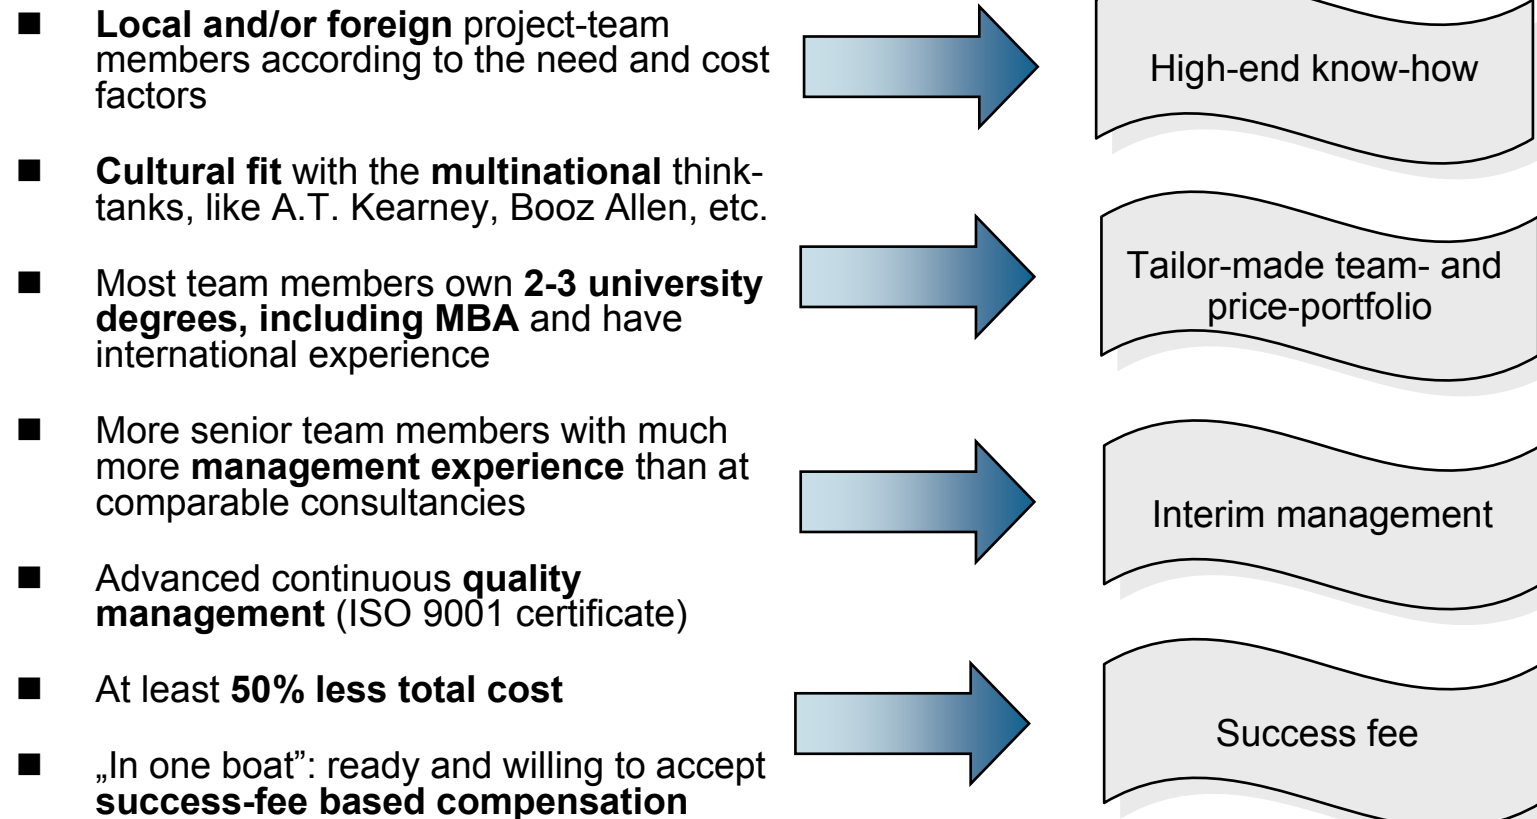 ■ Local and/or foreign project-team
members according to the need and cost
factors
■ Cultural fit with the multinational think-
tanks, like A.T. Kearney, Booz Allen, etc.
■ Most team members own 2-3 university
degrees, including MBA and have
international experience
■ More senior team members with much
more management experience than at
comparable consultancies
■ Advanced continuous quality
management (ISO 9001 certificate)
■ At least 50% less total cost
■ „In one boat”: ready and willing to accept
success-fee based compensation
High-end know-how
Tailor-made team- and
price-portfolio
Interim management
Success fee